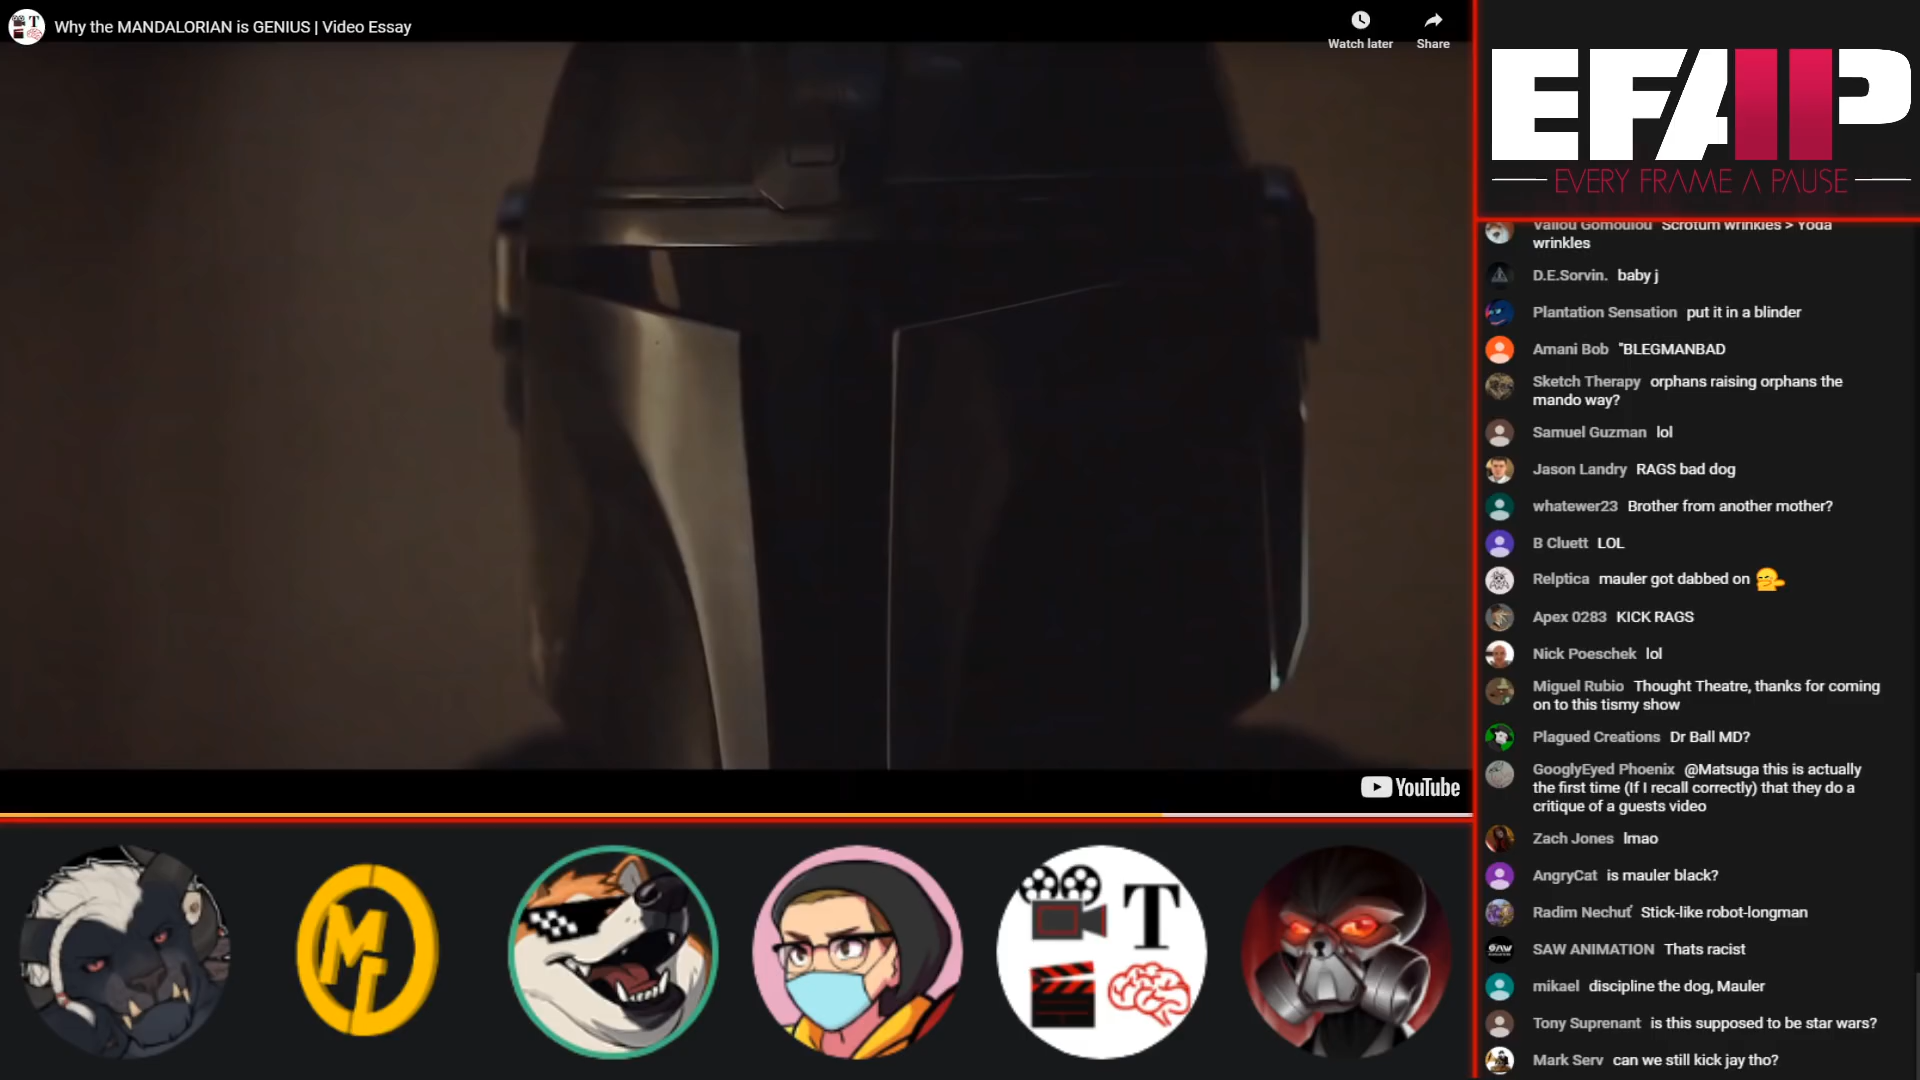 Why the MANDALORIAN is GENIUS | Video Essay
Watch later
Share
EFAP
EVERY FRAME A PAUSE
Vallou Gomoulou Scrotum wrinkles > Yoda
wrinkles
D.E.Sorvin. baby j
Plantation Sensation put it in a blinder
Amani Bob "BLEGMANBAD
Sketch Therapy orphans raising orphans the
mando way?
Samuel Guzman lol
Jason Landry RAGS bad dog
whatewer23 Brother from another mother?
B Cluett LOL
Relptica mauler got dabbed on
Apex 0283 KICK RAGS
Nick Poeschek lol
Miguel Rubio Thought Theatre, thanks for coming
on to this tismy show
Plagued Creations Dr Ball MD?
GooglyEyed Phoenix @Matsuga this is actually
the first time (If I recall correctly) that they do a
critique of a guests video
Zach Jones lmao
AngryCat is mauler black?
Radim Nechuť Stick-like robot-longman
SAW ANIMATION Thats racist
mikael discipline the dog, Mauler
Tony Suprenant is this supposed to be star wars?
Mark Serv can we still kick jay tho?
YouTube
T